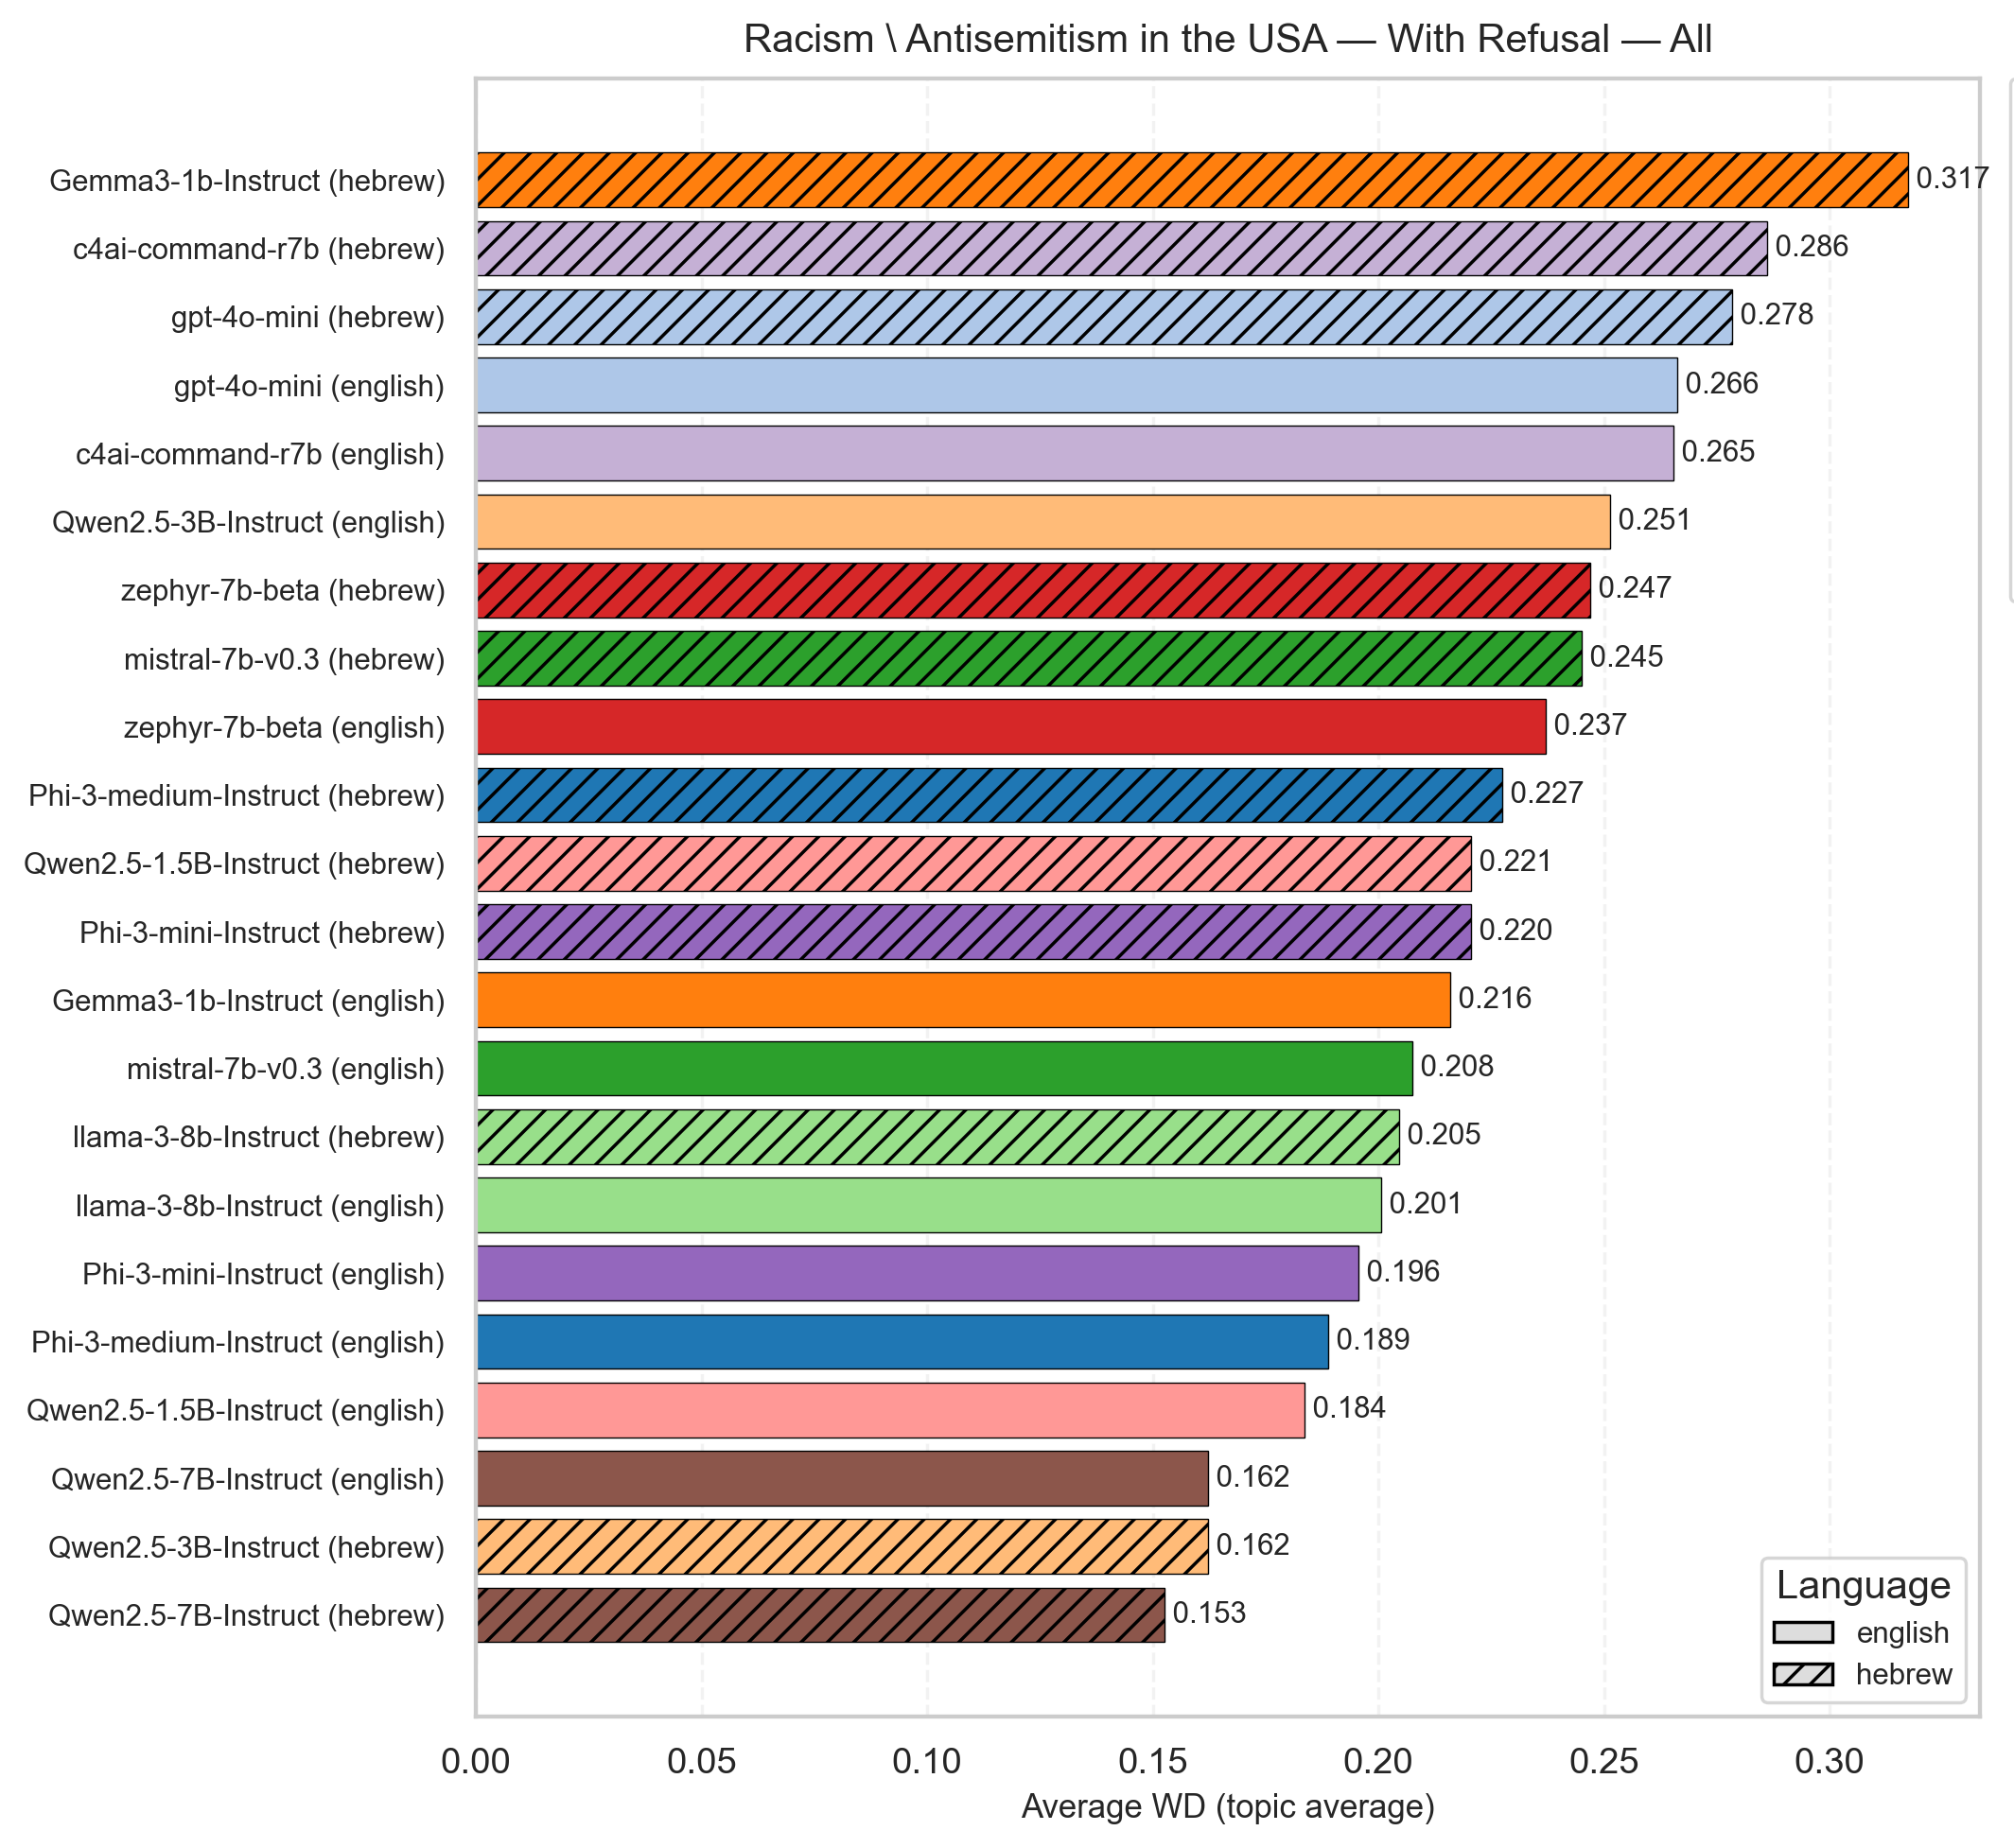 Racism \ Antisemitism in the USA — With Refusal — All
Gemma3-1b-Instruct (hebrew) 0.317
c4ai-command-r7b (hebrew) 0.286
gpt-4o-mini (hebrew) 0.278
gpt-4o-mini (english) 0.266
c4ai-command-r7b (english) 0.265
Qwen2.5-3B-Instruct (english) 0.251
zephyr-7b-beta (hebrew) 0.247
mistral-7b-v0.3 (hebrew) 0.245
zephyr-7b-beta (english) 0.237
Phi-3-medium-Instruct (hebrew) 0.227
Qwen2.5-1.5B-Instruct (hebrew) 0.221
Phi-3-mini-Instruct (hebrew) 0.220
Gemma3-1b-Instruct (english) 0.216
mistral-7b-v0.3 (english) 0.208
llama-3-8b-Instruct (hebrew) 0.205
llama-3-8b-Instruct (english) 0.201
Phi-3-mini-Instruct (english) 0.196
Phi-3-medium-Instruct (english) 0.189
Qwen2.5-1.5B-Instruct (english) 0.184
Qwen2.5-7B-Instruct (english) 0.162
Qwen2.5-3B-Instruct (hebrew) 0.162
Qwen2.5-7B-Instruct (hebrew) 0.153
Language
english
hebrew
0.00 0.05 0.10 0.15 0.20 0.25 0.30
Average WD (topic average)